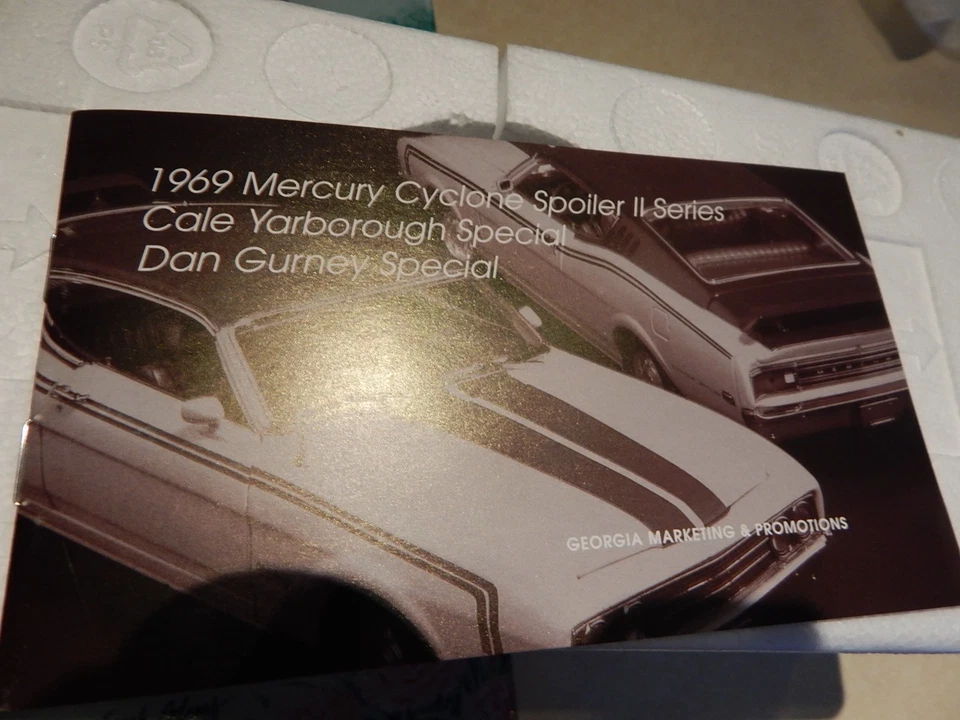 1969 Mercury Cyclone Spoiler II Series
Cale Yarborough Special
Dan Gurney Special
GEORGIA MARKETING & PROMOTIONS